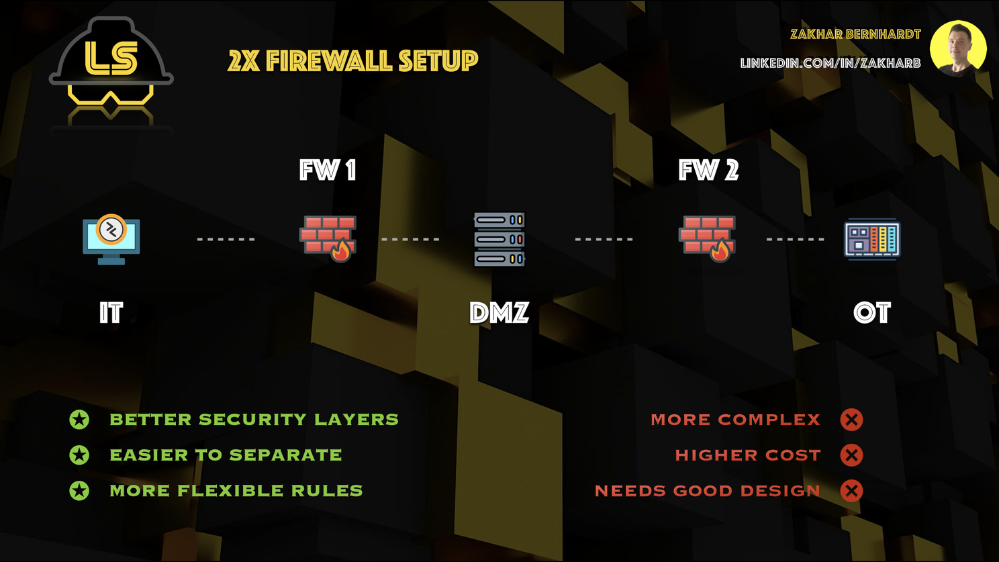 LS
2X FIREWALL SETUP
ZAKHAR BERNHARDT
LINKEDIN.COM/IN/ZAKHARB
FW 1
FW 2
IT
DMZ
OT
BETTER SECURITY LAYERS
EASIER TO SEPARATE
MORE FLEXIBLE RULES
MORE COMPLEX
HIGHER COST
NEEDS GOOD DESIGN